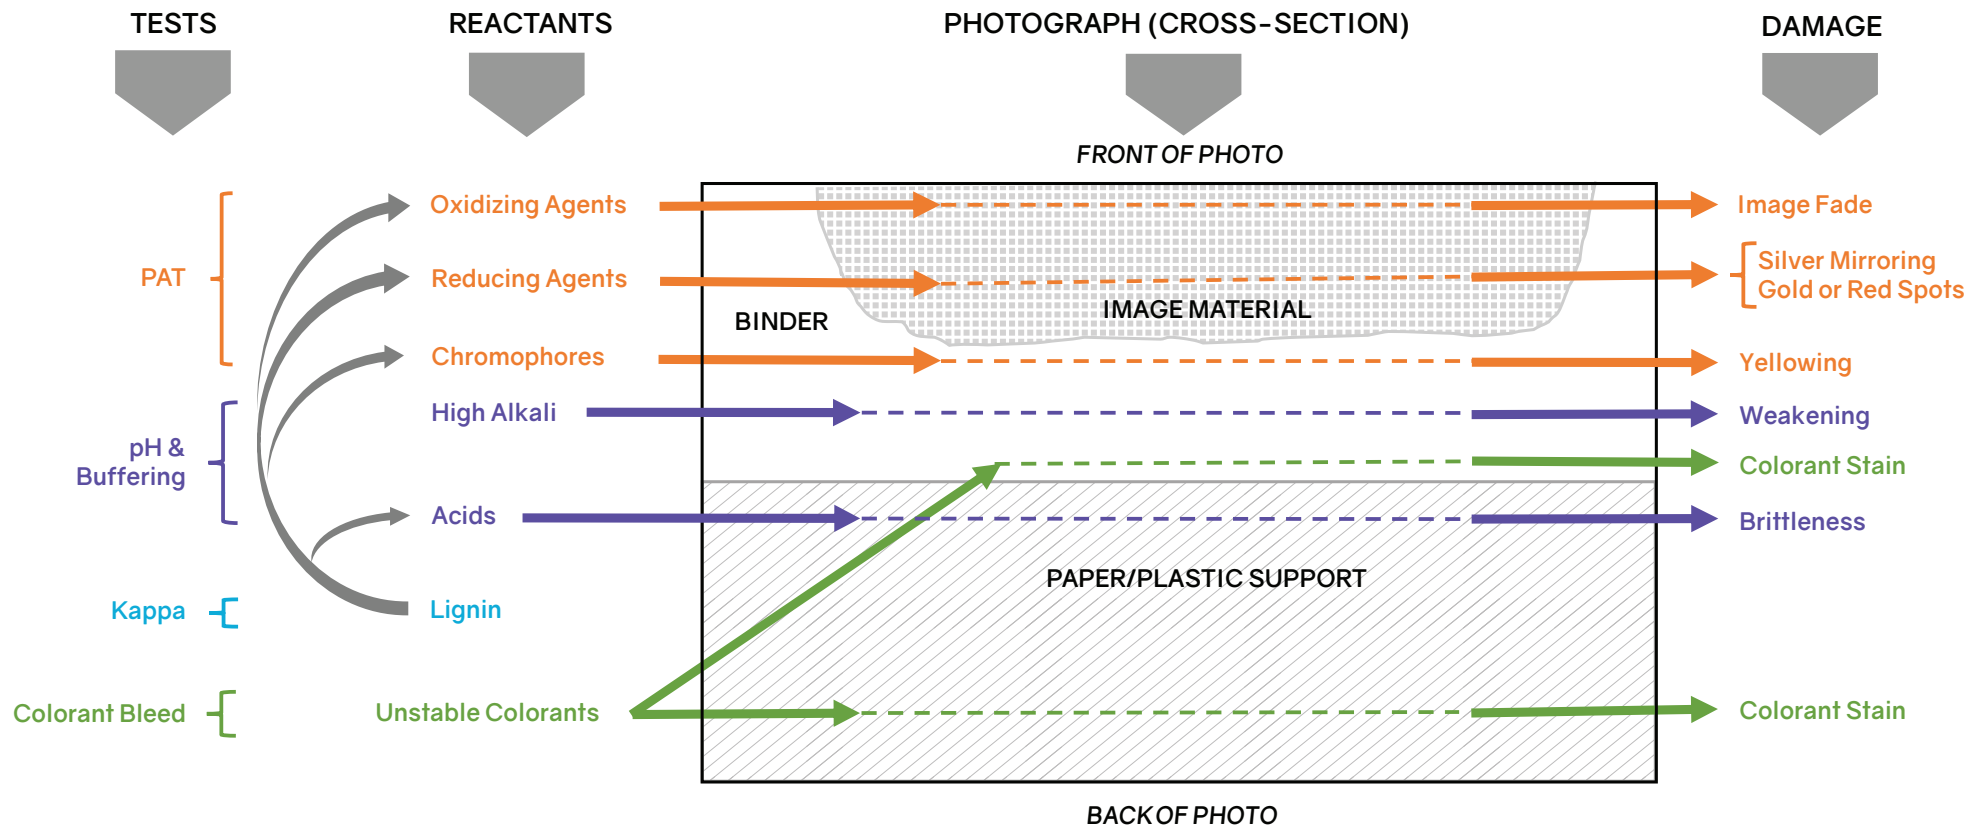 TESTS
REACTANTS
PHOTOGRAPH (CROSS-SECTION)
DAMAGE
FRONT OF PHOTO
PAT
Oxidizing Agents
Image Fade
Reducing Agents
Silver Mirroring
Gold or Red Spots
IMAGE MATERIAL
BINDER
Chromophores
Yellowing
pH &
Buffering
High Alkali
Weakening
Colorant Stain
Acids
Brittleness
PAPER/PLASTIC SUPPORT
Kappa
Lignin
Colorant Bleed
Unstable Colorants
Colorant Stain
BACK OF PHOTO